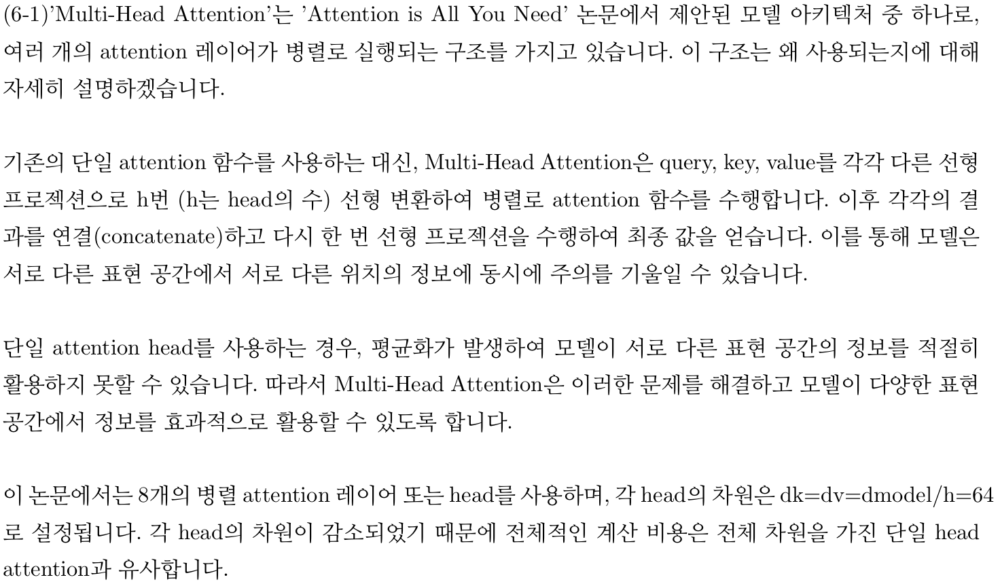 (6-1)’Multi-Head Attention’는 ’Attention is All You Need’ 논문에서 제안된 모델 아키텍처 중 하나로,
여러 개의 attention 레이어가 병렬로 실행되는 구조를 가지고 있습니다. 이 구조는 왜 사용되는지에 대해
자세히 설명하겠습니다.
기존의 단일 attention 함수를 사용하는 대신, Multi-Head Attention은 query, key, value를 각각 다른 선형
프로젝션으로 h번 (h는 head의 수) 선형 변환하여 병렬로 attention 함수를 수행합니다. 이후 각각의 결
과를 연결(concatenate)하고 다시 한 번 선형 프로젝션을 수행하여 최종 값을 얻습니다. 이를 통해 모델은
서로 다른 표현 공간에서 서로 다른 위치의 정보에 동시에 주의를 기울일 수 있습니다.
단일 attention head를 사용하는 경우, 평균화가 발생하여 모델이 서로 다른 표현 공간의 정보를 적절히
활용하지 못할 수 있습니다. 따라서 Multi-Head Attention은 이러한 문제를 해결하고 모델이 다양한 표현
공간에서 정보를 효과적으로 활용할 수 있도록 합니다.
이 논문에서는 8개의 병렬 attention 레이어 또는 head를 사용하며, 각 head의 차원은 dk=dv=dmodel/h=64
로 설정됩니다. 각 head의 차원이 감소되었기 때문에 전체적인 계산 비용은 전체 차원을 가진 단일 head
attention과 유사합니다.